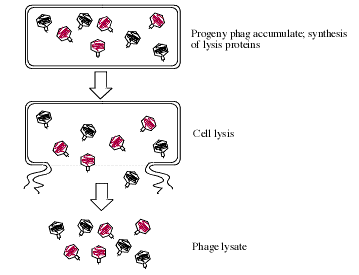 Progeny phag accumulate; synthesis
of lysis proteins
Cell lysis
Phage lysate